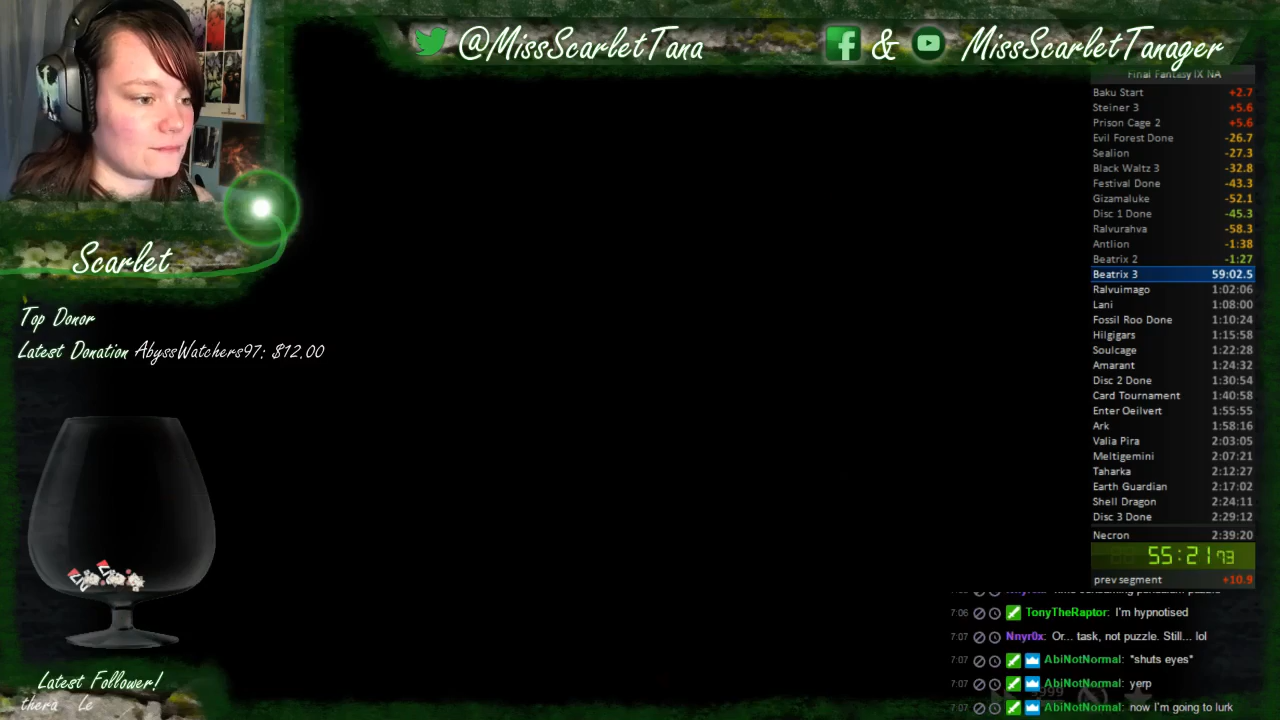 @MissScarletTana
& MissScarletTanager
Final Fantasy IX NA
Baku Start +2.7
Steiner 3 +5.6
Prison Cage 2 +5.6
Evil Forest Done -26.7
Sealion -27.3
Black Waltz 3 -32.8
Festival Done -43.3
Gizamaluke -52.1
Disc 1 Done -45.3
Ralvurahva -58.3
Antlion -1:38
Beatrix 2 -1:27
Beatrix 3 59:02.5
Ralvuimago 1:02:06
Lani 1:08:00
Fossil Roo Done 1:10:24
Hilgigars 1:15:58
Soulcage 1:22:28
Amarant 1:24:32
Disc 2 Done 1:30:54
Card Tournament 1:40:58
Enter Oeilvert 1:55:55
Ark 1:58:16
Valia Pira 2:03:05
Meltigemini 2:07:21
Taharka 2:12:27
Earth Guardian 2:17:02
Shell Dragon 2:24:11
Disc 3 Done 2:29:12
Necron 2:39:20
55:21 73
prev segment +10.9
Scarlet
Top Donor
Latest Donation AbyssWatchers97: $12.00
Latest Follower!
thera Le
7:06 TonyTheRaptor: I'm hypnotised
7:07 Nnyr0x: Or... task, not puzzle. Still... lol
7:07 AbiNotNormal: *shuts eyes*
7:07 AbiNotNormal: yerp
7:07 AbiNotNormal: now I'm going to lurk
9999